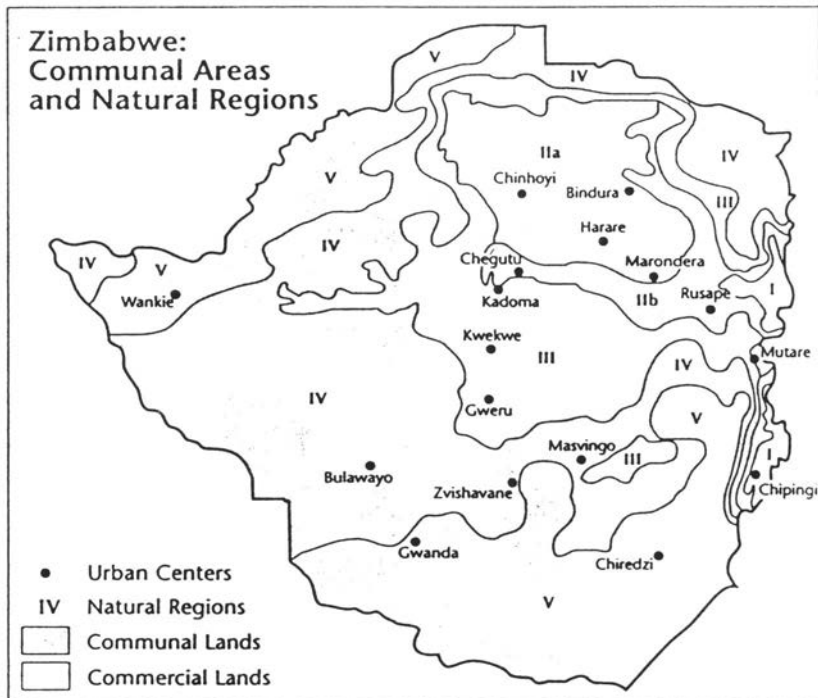 Zimbabwe:
Communal Areas
and Natural Regions
V
IV
IIa
IV
V
Chinhoyi
Bindura
III
Harare
IV
IV
V
Chegutu
Marondera
Wankie
Kadoma
IIb
Rusape
I
Kwekwe
III
IV
Mutare
IV
Gweru
V
Masvingo
III
I
Bulawayo
Zvishavane
Chipingi
Gwanda
Chiredzi
V
Urban Centers
IV Natural Regions
Communal Lands
Commercial Lands